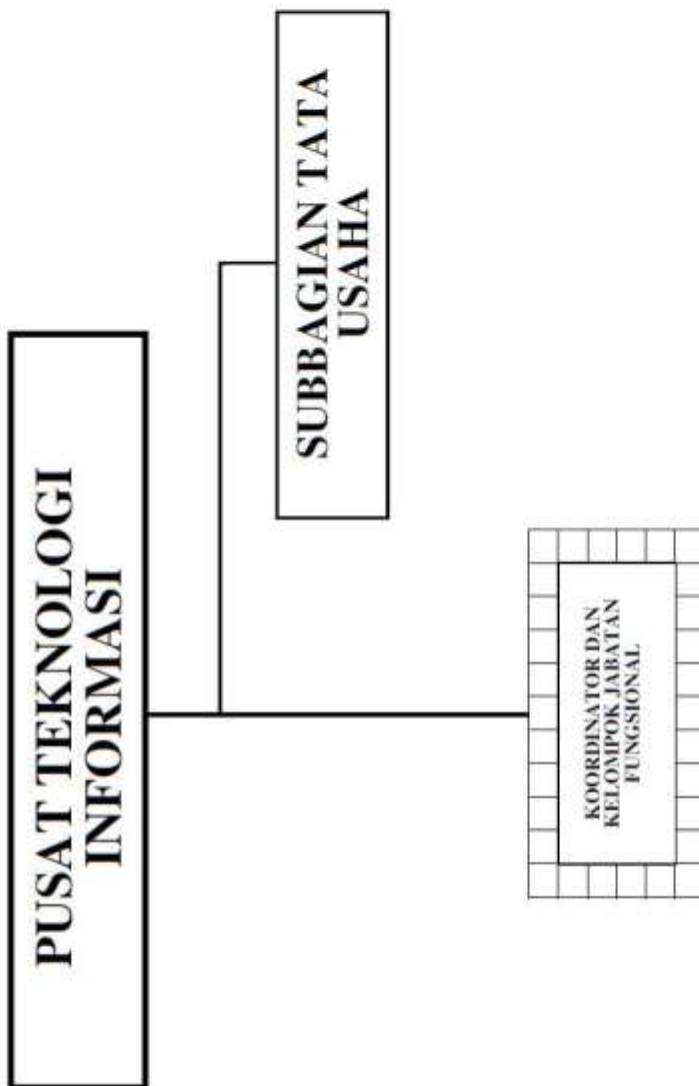 PUSAT TEKNOLOGI
INFORMASI
SUBBAGIAN TATA
USAHA
KOORDINATOR DAN
KELOMPOK JABATAN
FUNGSIONAL